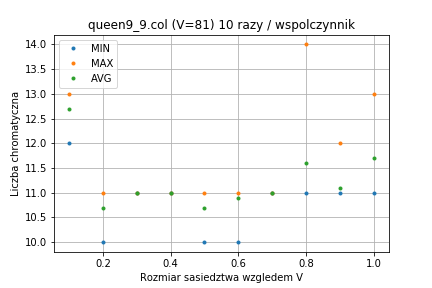 queen9_9.col (V=81) 10 razy / wspolczynnik
14.0
13.5
13.0
12.5
12.0
11.5
11.0
10.5
10.0
Liczba chromatyczna
MIN
MAX
AVG
0.2 0.4 0.6 0.8 1.0
Rozmiar sasiedztwa wzgledem V